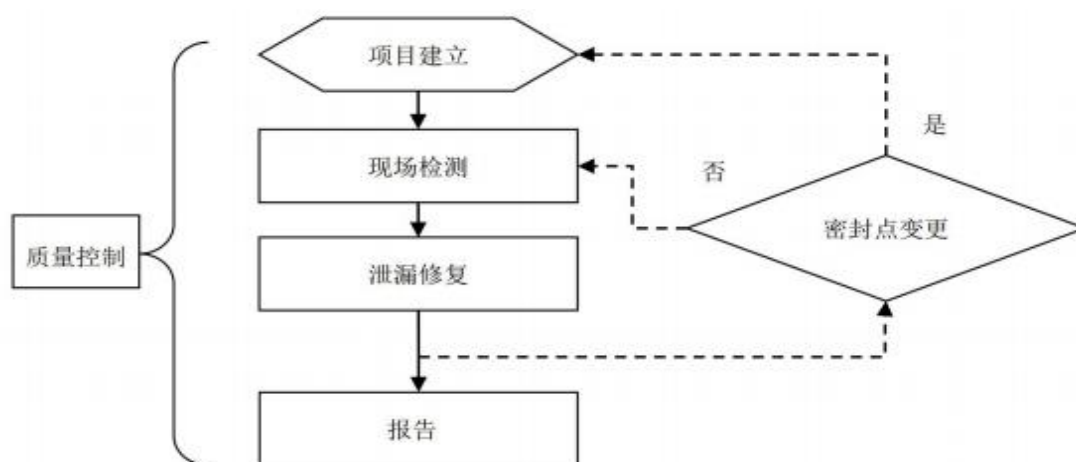 项目建立
是
现场检测
否
密封点变更
质量控制
泄漏修复
报告